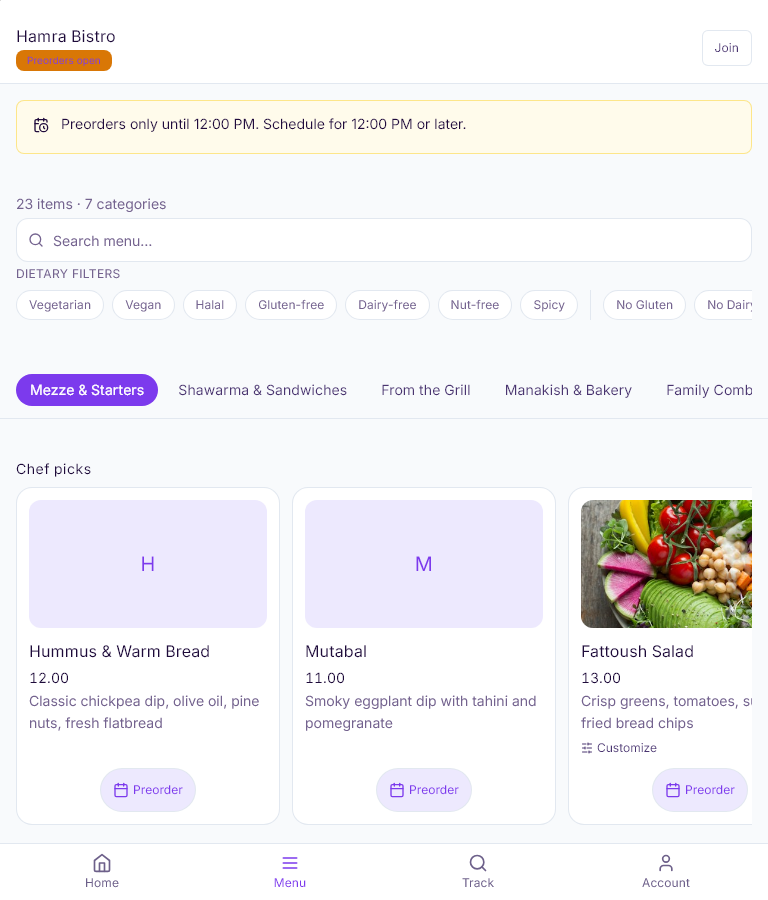 Hamra Bistro
Preorders open
Join
Preorders only until 12:00 PM. Schedule for 12:00 PM or later.
23 items · 7 categories
Search menu...
DIETARY FILTERS
Vegetarian Vegan Halal Gluten-free Dairy-free Nut-free Spicy No Gluten No Dairy
Mezze & Starters Shawarma & Sandwiches From the Grill Manakish & Bakery Family Comb
Chef picks
H
M
Hummus & Warm Bread
12.00
Classic chickpea dip, olive oil, pine
nuts, fresh flatbread
Preorder
Mutabal
11.00
Smoky eggplant dip with tahini and
pomegranate
Preorder
Fattoush Salad
13.00
Crisp greens, tomatoes,
fried bread chips
Customize
Preorder
Home Menu Track Account